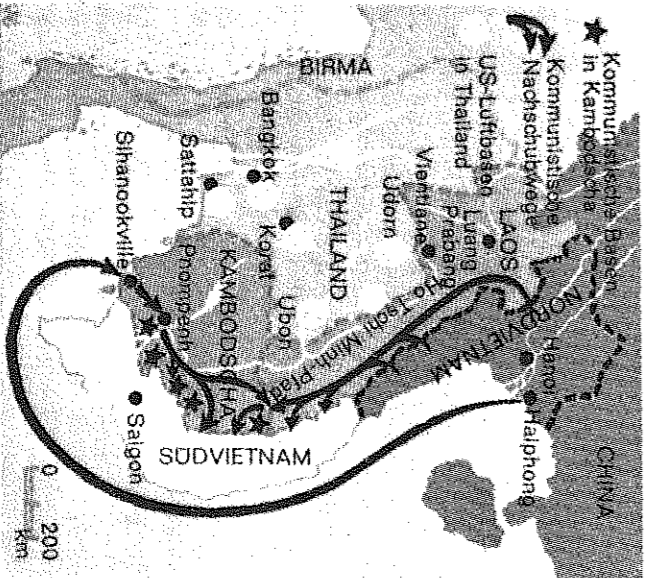 Kommunistische Basen
in Kambodscha
Kommunistische
Nachschubwege
US-Luftbasen
in Thailand
CHINA
NORDVIETNAM
Hanoi
Haiphong
LAOS
Luang
Prabang
Vientiane
Udorn
Ho-Tschi-Minh-Pfad
BIRMA
THAILAND
Korat
Ubon
Bangkok
Sattahip
KAMBODSCHA
Phnompenh
Sihanookville
SÜDVIETNAM
Saigon
0 200
km